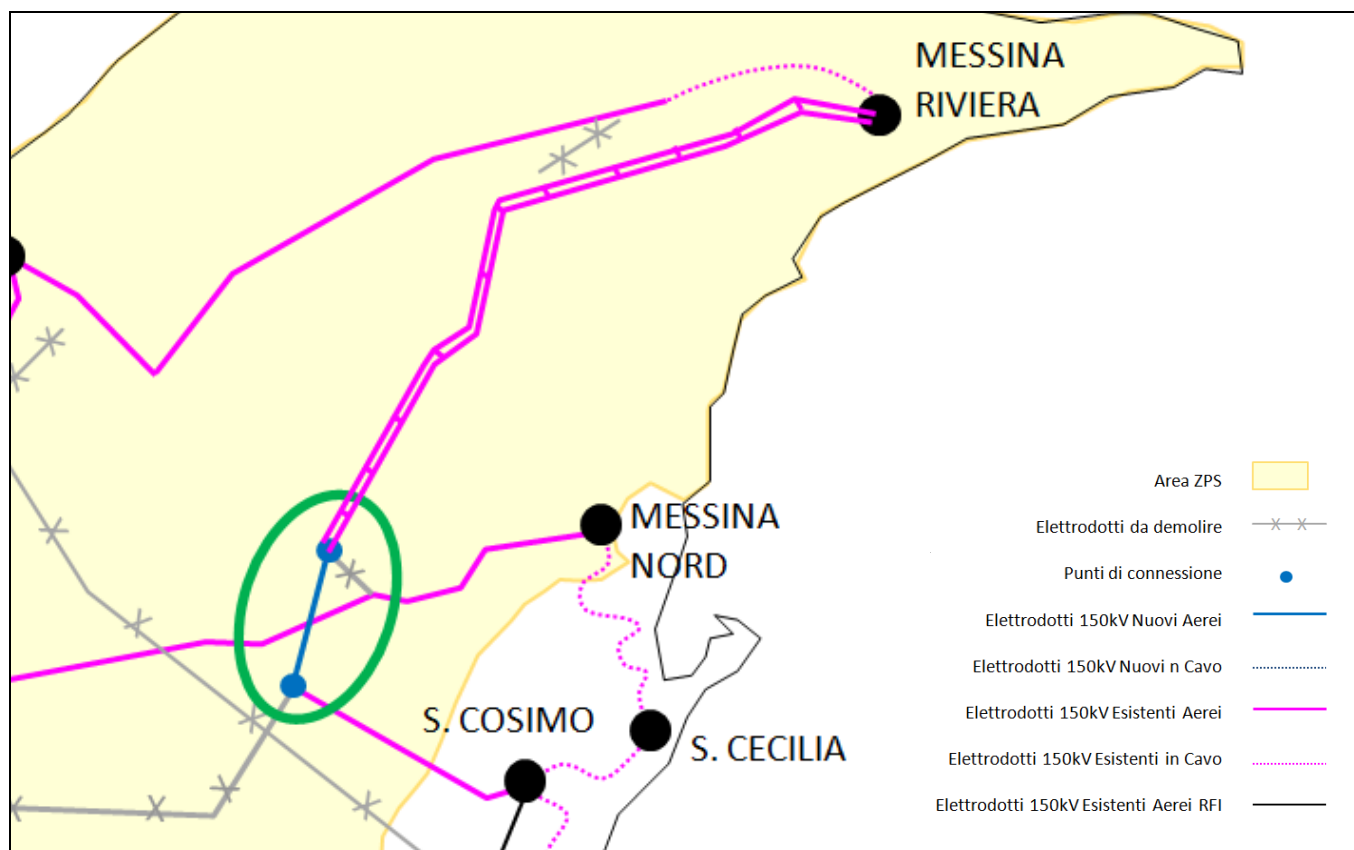 MESSINA
RIVIERA
MESSINA
NORD
S. COSIMO
S. CECILIA
Area ZPS
Elettrodotti da demolire
Punti di connessione
Elettrodotti 150kV Nuovi Aerei
Elettrodotti 150kV Nuovi n Cavo
Elettrodotti 150kV Esistenti Aerei
Elettrodotti 150kV Esistenti in Cavo
Elettrodotti 150kV Esistenti Aerei RFI